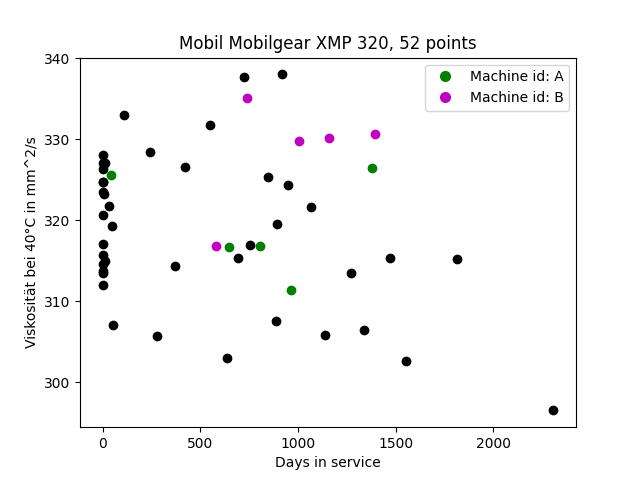 Mobil Mobilgear XMP 320, 52 points
Machine id: A
Machine id: B
Viskosität bei 40°C in mm^2/s
340
330
320
310
300
0 500 1000 1500 2000
Days in service